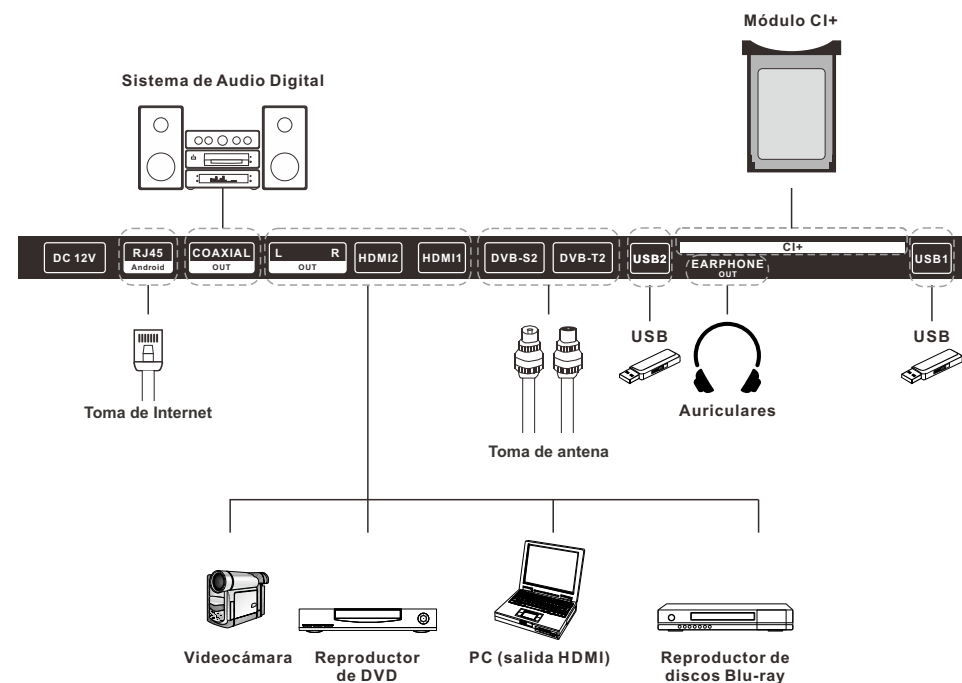 Módulo CI+
Sistema de Audio Digital
DC 12V
RJ45
Android
COAXIAL
OUT
L R
OUT
HDMI2
HDMI1
DVB-S2
DVB-T2
USB2
CI+
EARPHONE
OUT
USB1
Toma de Internet
Toma de antena
USB
Auriculares
USB
Videocámara
Reproductor
de DVD
PC (salida HDMI)
Reproductor de
discos Blu-ray